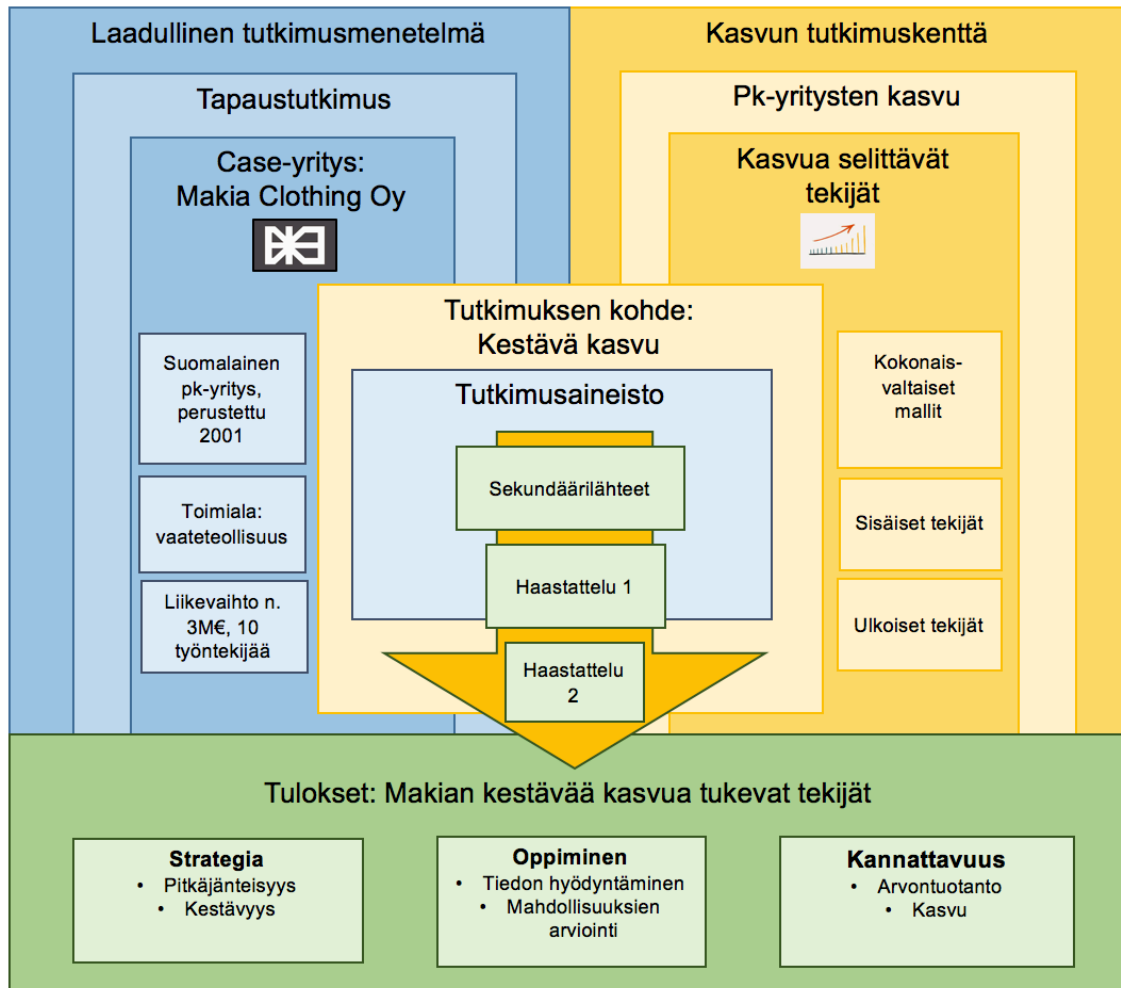 Laadullinen tutkimusmenetelmä
Tapaustutkimus
Case-yritys:
Makia Clothing Oy
Suomalainen
pk-yritys,
perustettu
2001
Toimiala:
vaateteollisuus
Liikevaihto n.
3M€, 10
työntekijää
Kasvun tutkimuskenttä
Pk-yritysten kasvu
Kasvua selittävät
tekijät
Kokonais-
valtaiset
mallit
Sisäiset tekijät
Ulkoiset tekijät
Tutkimuksen kohde:
Kestävä kasvu
Tutkimusaineisto
Sekundäärilähteet
Haastattelu 1
Haastattelu
2
Tulokset: Makian kestävää kasvua tukevat tekijät
Strategia
• Pitkäjänteisyys
• Kestävyys
Oppiminen
• Tiedon hyödyntäminen
• Mahdollisuuksien
arviointi
Kannattavuus
• Arvontuotanto
• Kasvu